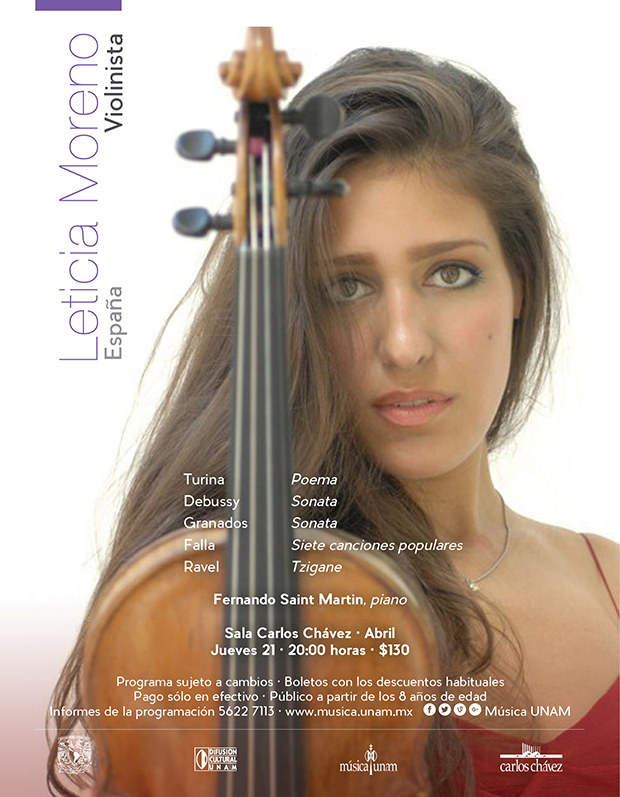 Leticia Moreno
Violinista
España
Turina Poema
Debussy Sonata
Granados Sonata
Falla Siete canciones populares
Ravel Tzigane
Fernando Saint Martin, piano
Sala Carlos Chávez · Abril
Jueves 21 · 20:00 horas · $130
Programa sujeto a cambios · Boletos con los descuentos habituales
Pago sólo en efectivo · Público a partir de los 8 años de edad
Informes de la programación 5622 7113 · www.musica.unam.mx Música UNAM
DIFUSIÓN
CULTURAL
UNAM
música unam
carlos chávez